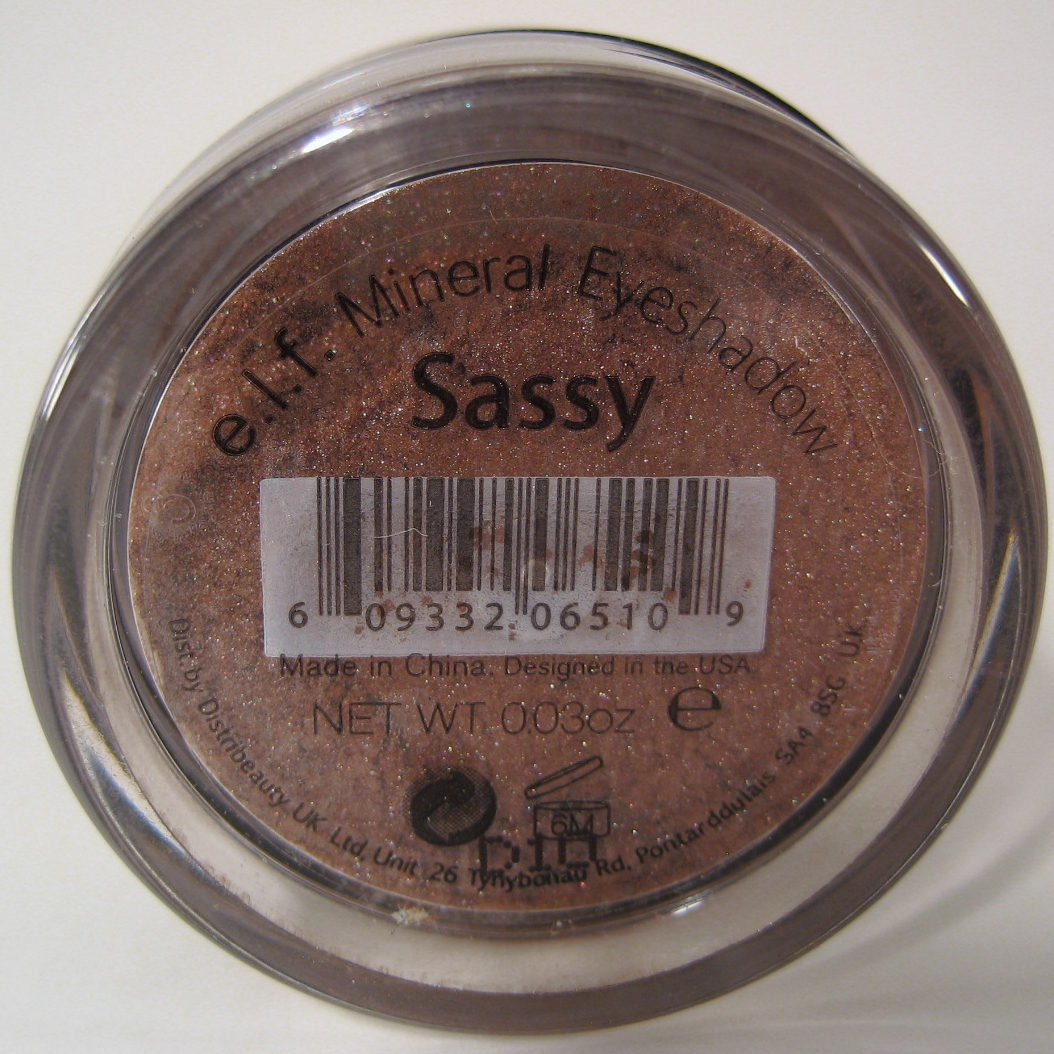 e.l.f. Mineral Eyeshadow
Sassy
6 09332 06510 9
Made in China. Designed in the USA.
NET WT 0.03oz e
6M
Dist.by Distribeauty UK Ltd, Unit 26 Rd, Pontarddulais SA4 8SG UK